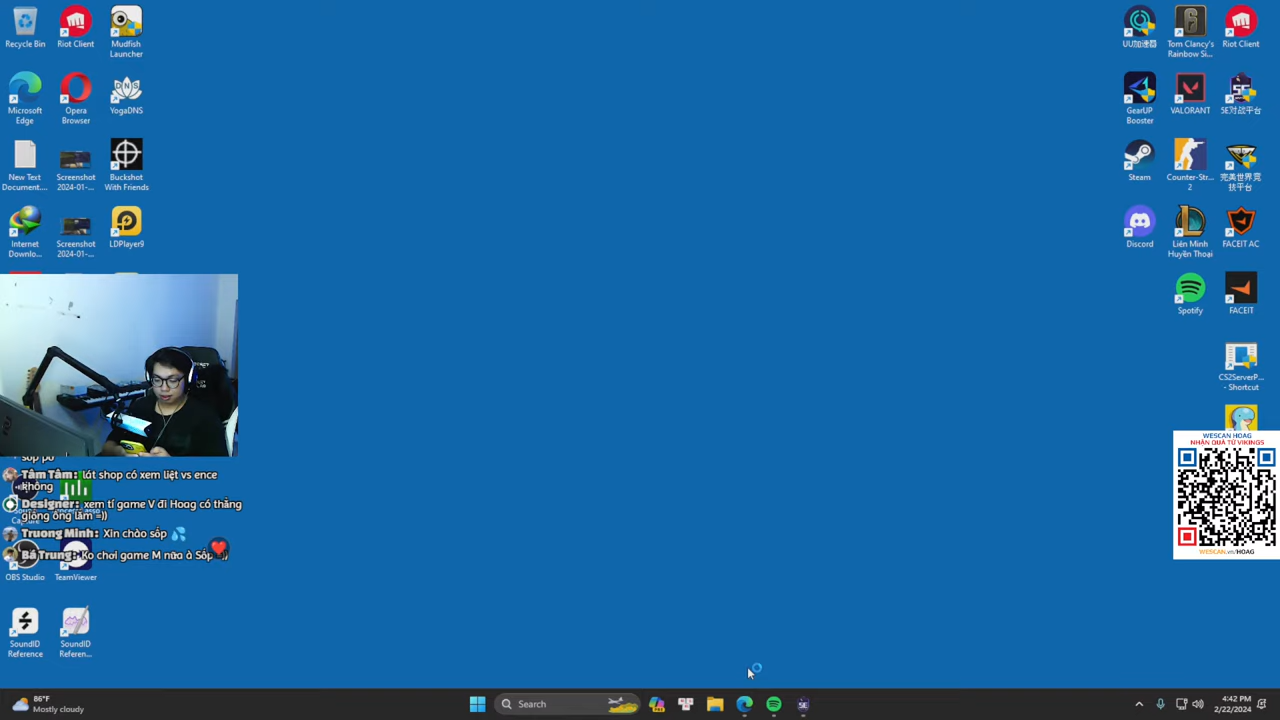 Recycle Bin
Riot Client
Mudfish
Launcher
Microsoft
Edge
Opera
Browser
YogaDNS
New Text
Document....
Screenshot
2024-01-...
Buckshot
With Friends
Internet
Downlo...
Screenshot
2024-01-...
LDPlayer9
UU加速器
Tom Clancy's
Rainbow Si...
Riot Client
GearUP
Booster
VALORANT
5E对战平台
Steam
Counter-Str...
2
完美世界竞
技平台
Discord
Liên Minh
Huyền Thoại
FACEIT AC
Spotify
FACEIT
CS2ServerP...
- Shortcut
WESCAN HOAG
NHẬN QUÀ TỪ VIKINGS
WESCAN.vn/HOAG
Tâm Tâm: lát shop có xem liệt vs ence
không
Designer: xem tí game V đi Hoag có thằng
giống ông lắm =))
Truong Minh: Xin chào sốp
Bá Trung: Ko chơi game M nữa à Sốp =))
OBS Studio
TeamViewer
SoundID
Reference
SoundID
Referen...
86°F
Mostly cloudy
Search
5E
4:42 PM
2/22/2024